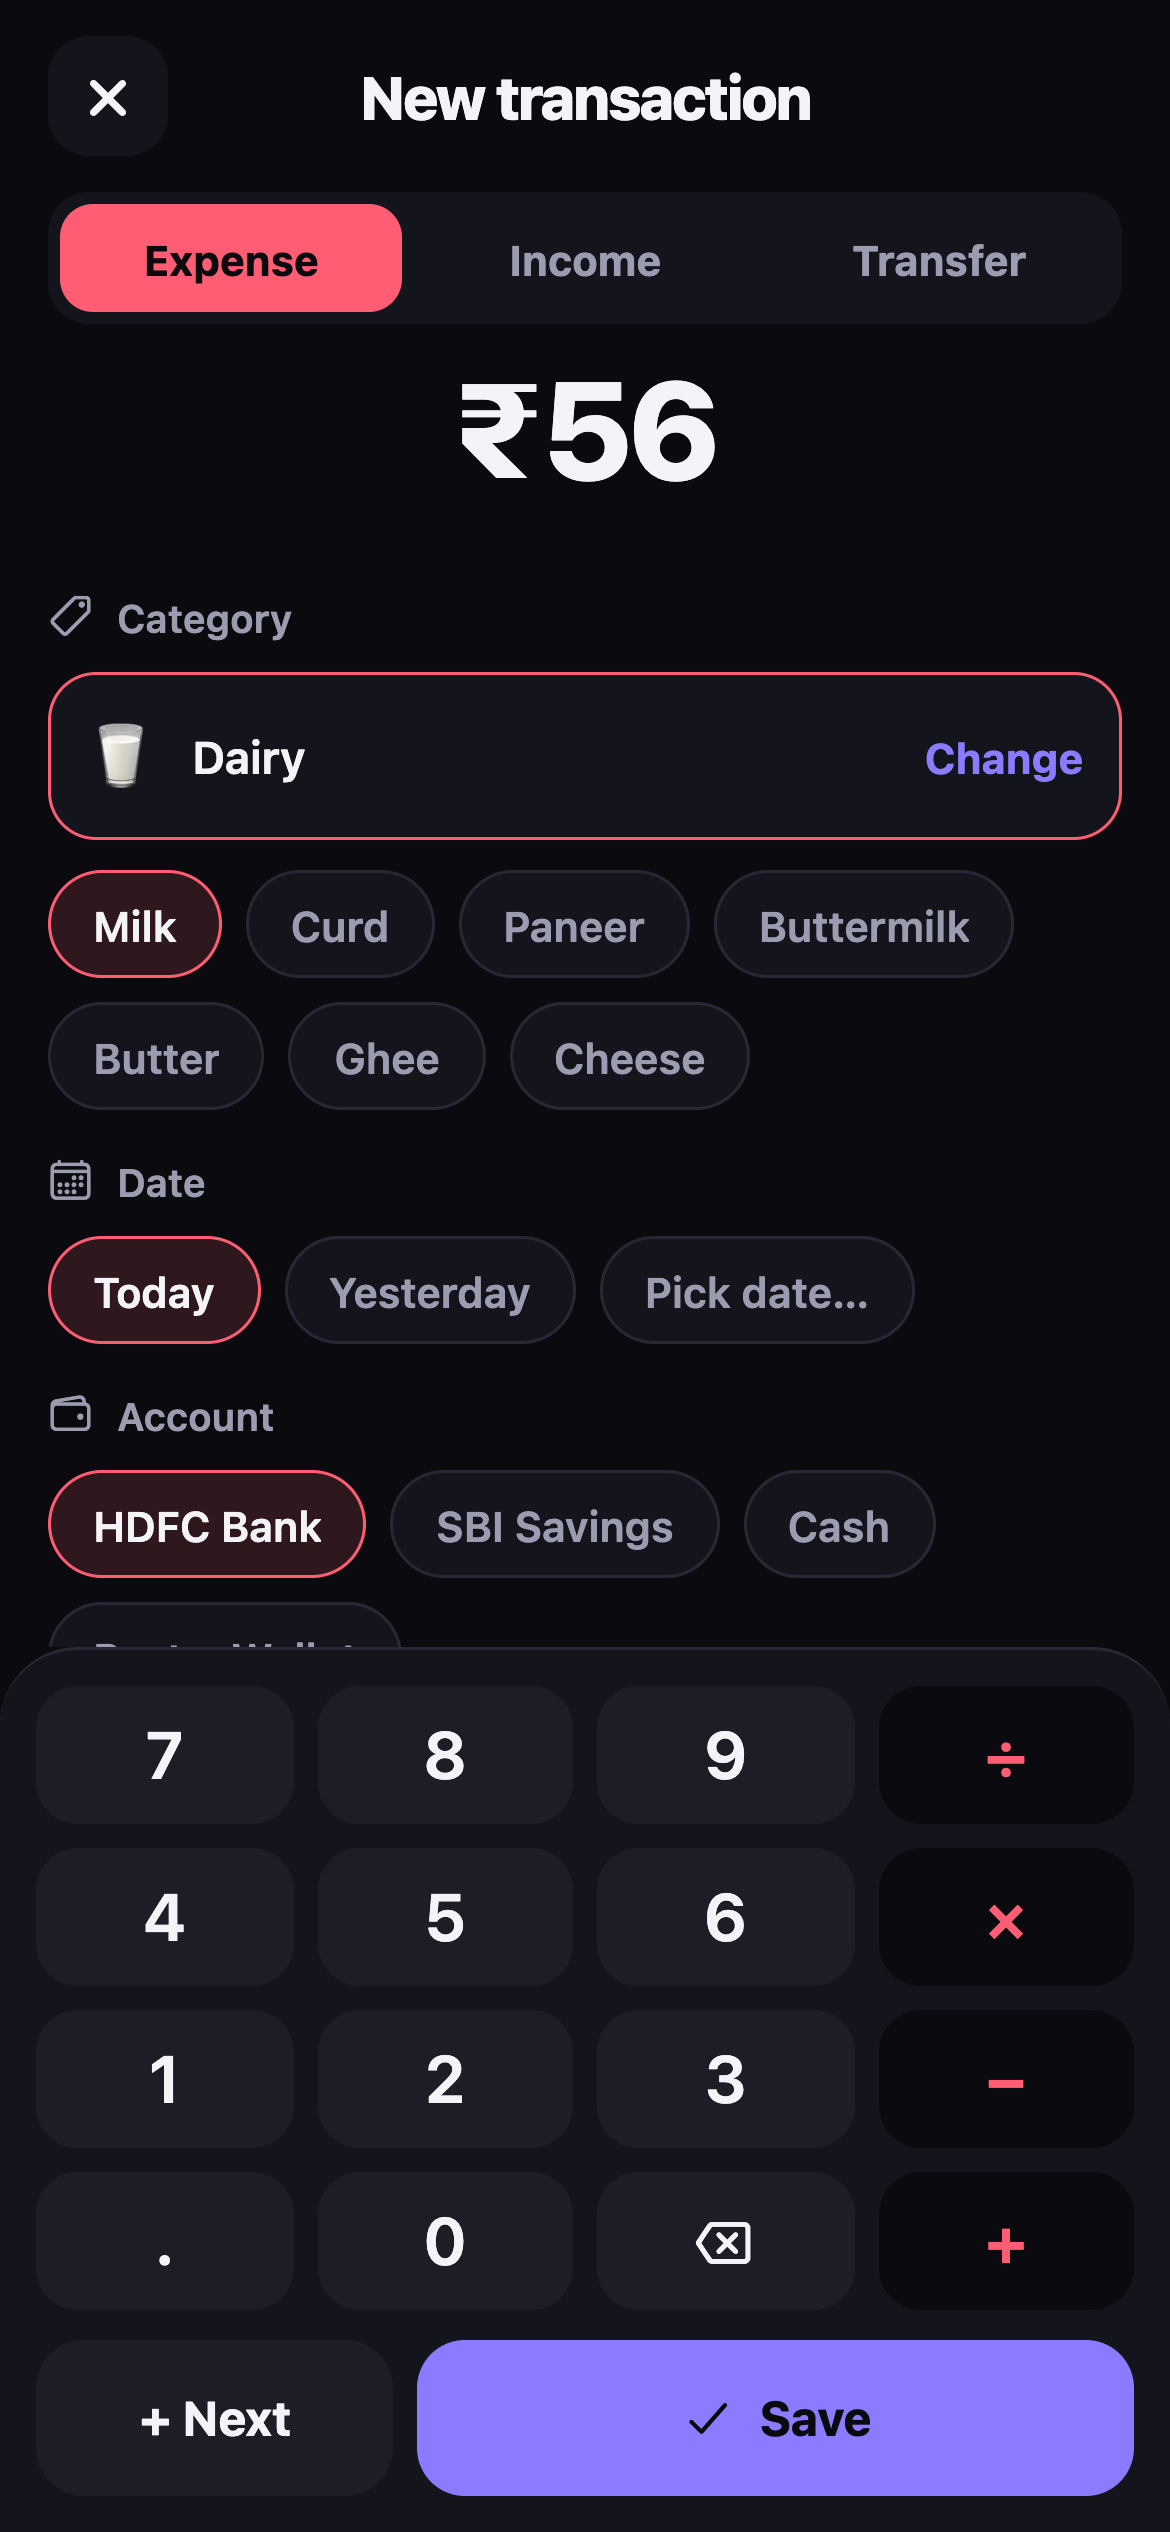 New transaction
Expense Income Transfer
₹56
Category
Dairy Change
Milk Curd Paneer Buttermilk
Butter Ghee Cheese
Date
Today Yesterday Pick date...
Account
HDFC Bank SBI Savings Cash
7 8 9 ÷
4 5 6 ×
1 2 3 −
. 0 +
+ Next Save